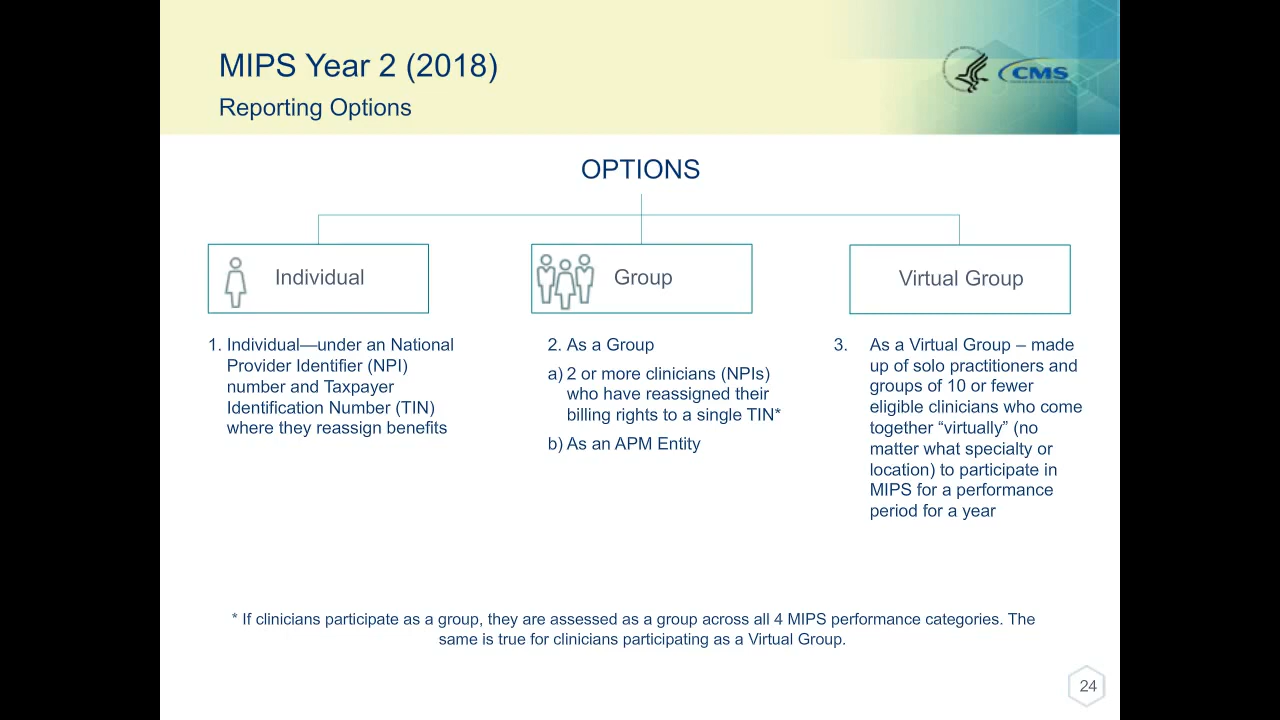 MIPS Year 2 (2018)
Reporting Options
CMS
OPTIONS
Individual
Group
Virtual Group
1. Individual—under an National
Provider Identifier (NPI)
number and Taxpayer
Identification Number (TIN)
where they reassign benefits
2. As a Group
a) 2 or more clinicians (NPIs)
who have reassigned their
billing rights to a single TIN*
b) As an APM Entity
3. As a Virtual Group – made
up of solo practitioners and
groups of 10 or fewer
eligible clinicians who come
together “virtually” (no
matter what specialty or
location) to participate in
MIPS for a performance
period for a year
* If clinicians participate as a group, they are assessed as a group across all 4 MIPS performance categories. The
same is true for clinicians participating as a Virtual Group.
24